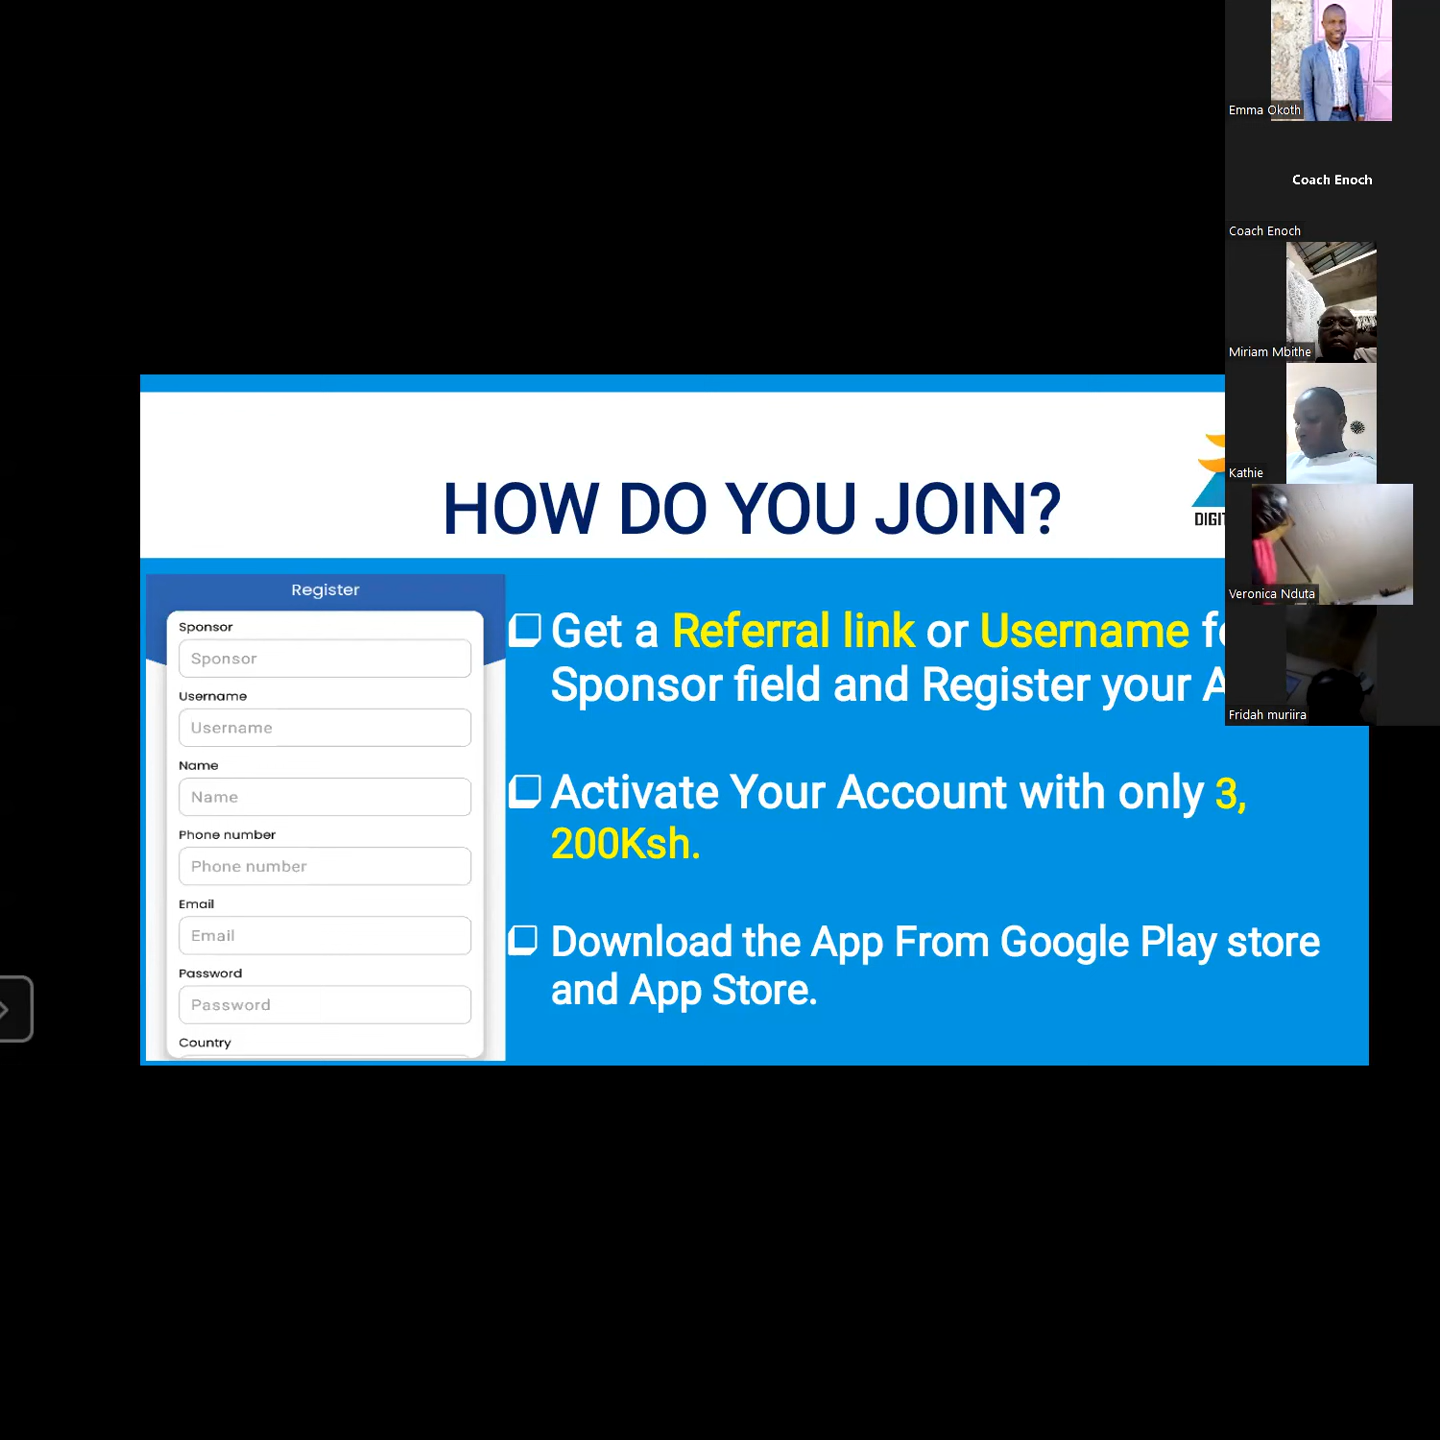 Emma Okoth
Coach Enoch
Coach Enoch
Miriam Mbithe
Kathie
Veronica Nduta
Fridah muriira
HOW DO YOU JOIN?
Register
Sponsor
Sponsor
Username
Username
Name
Name
Phone number
Phone number
Email
Email
Password
Password
Country
Get a Referral link or Username
Sponsor field and Register your
Activate Your Account with only 3,
200Ksh.
Download the App From Google Play store
and App Store.